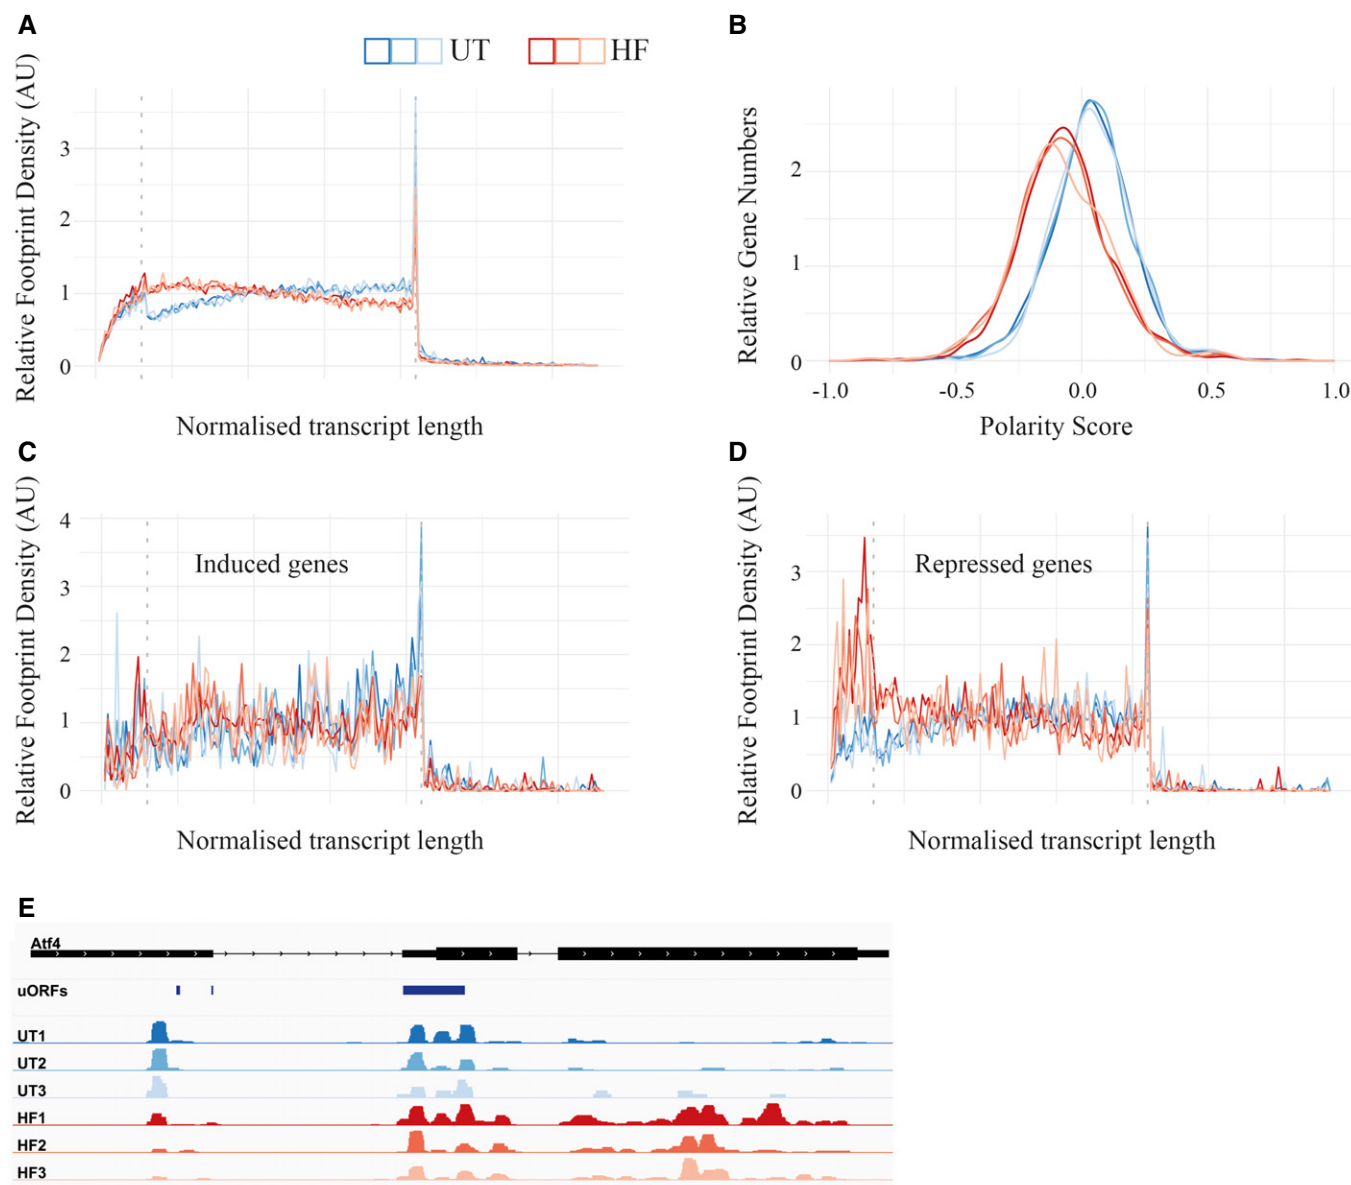 A
UT HF
Relative Footprint Density (AU)
3
2
1
0
Normalised transcript length
B
Relative Gene Numbers
2
1
0
-1.0 -0.5 0.0 0.5 1.0
Polarity Score
C
Relative Footprint Density (AU)
4
3
2
1
0
Induced genes
Normalised transcript length
D
Relative Footprint Density (AU)
3
2
1
0
Repressed genes
Normalised transcript length
E
Atf4
uORFs
UT1
UT2
UT3
HF1
HF2
HF3